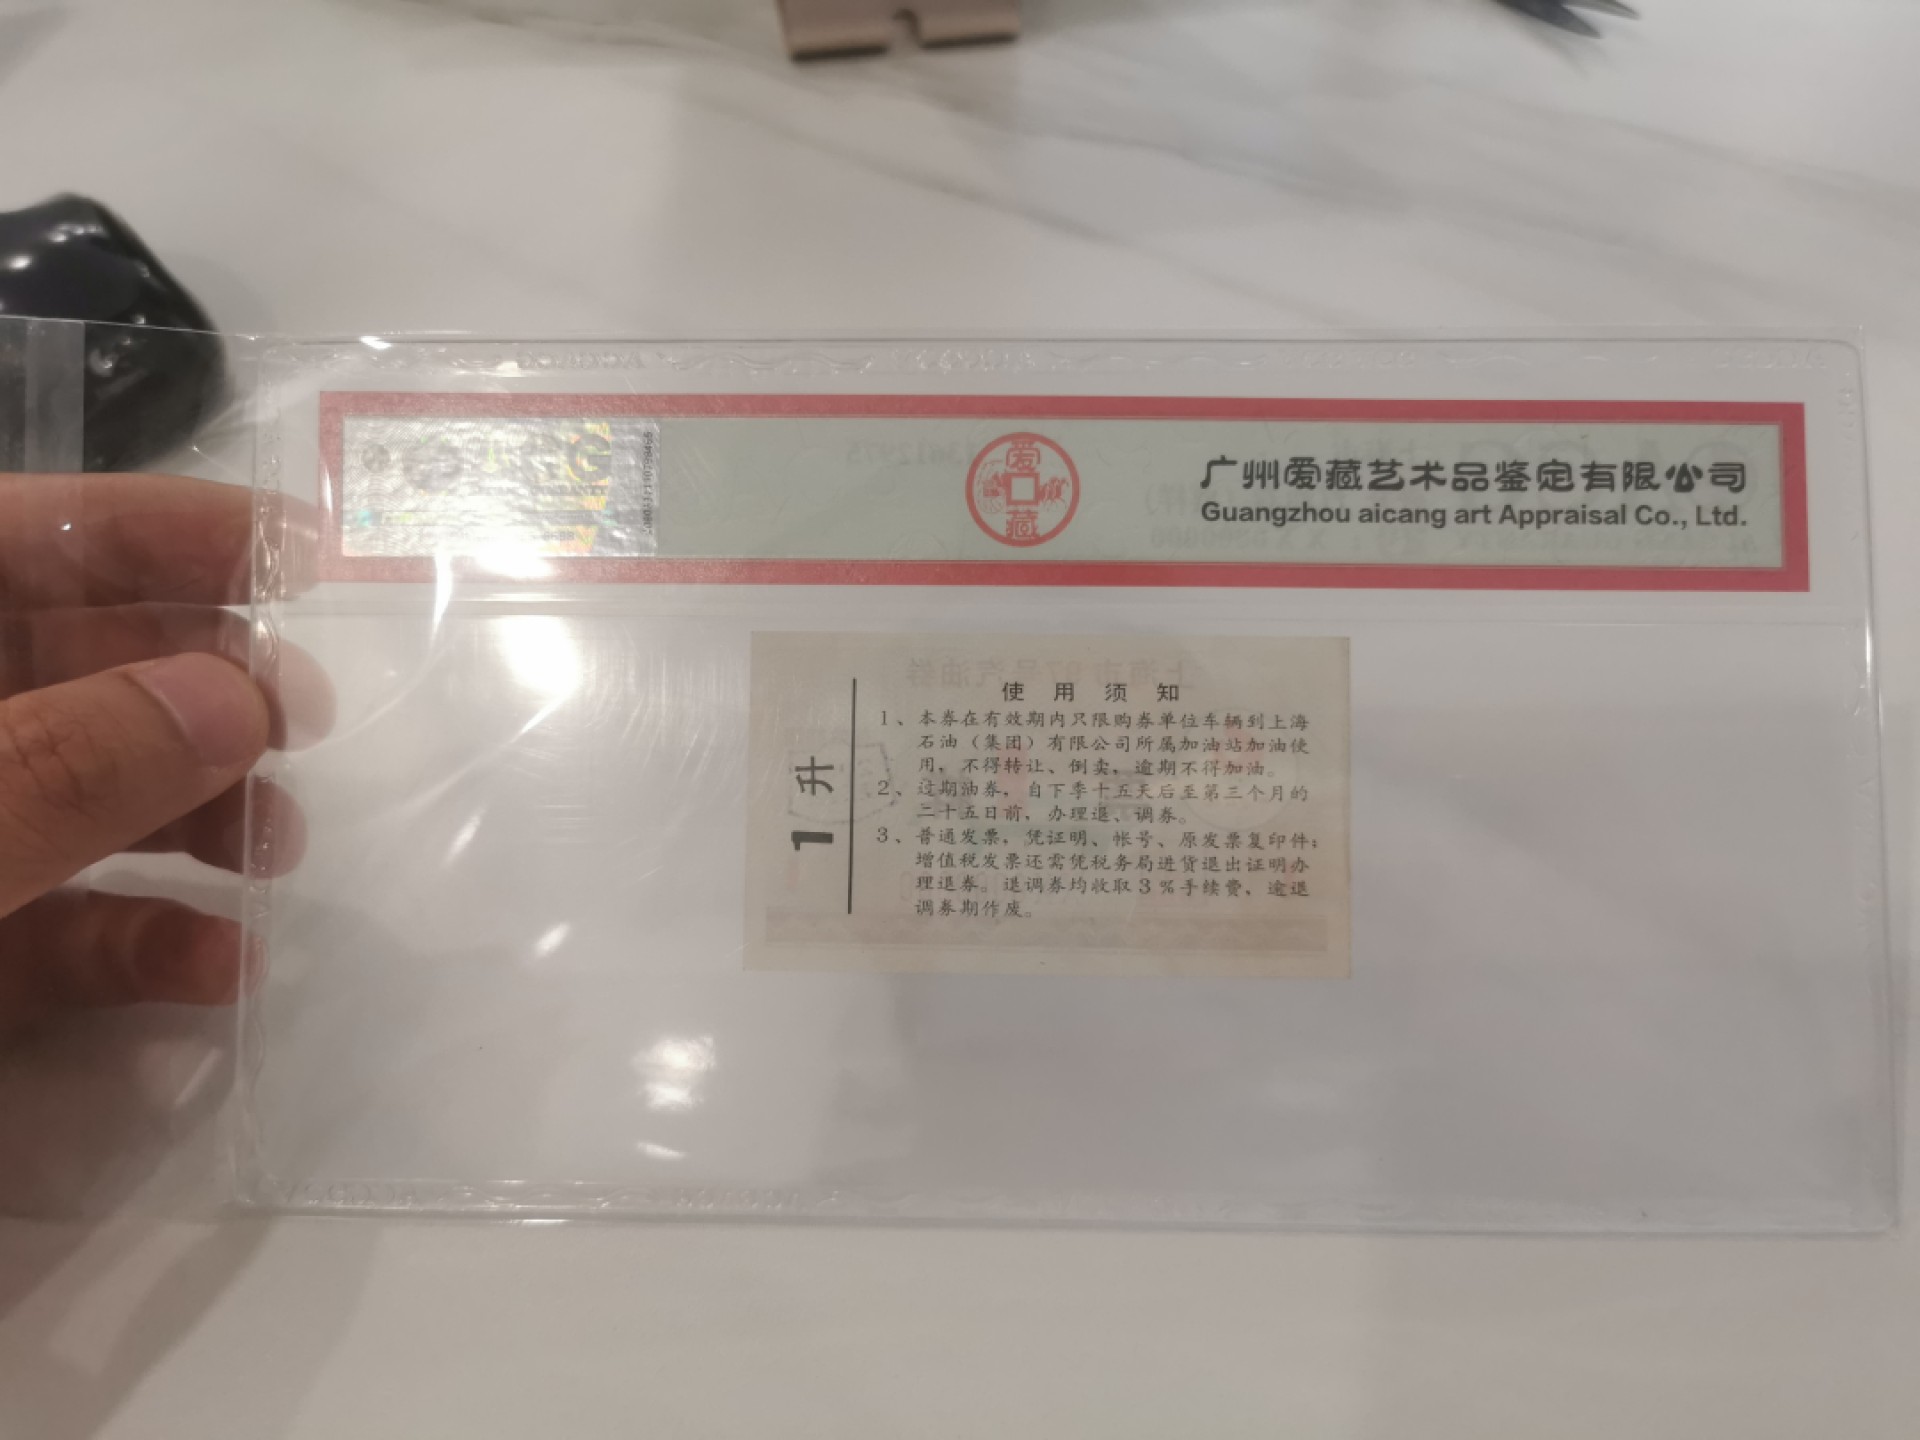 爱
藏
广州爱藏艺术品鉴定有限公司
Guangzhou aicang art Appraisal Co., Ltd.
1升
使用须知
1、本券在有效期内只限购券单位车辆到上海
石油（集团）有限公司所属加油站加油使
用，不得转让、倒卖，逾期不得加油。
2、过期油券，自下季十五天后至第三个月的
二十五日前，办理退、调券。
3、普通发票，凭证明、帐号、原发票复印件；
增值税发票还需凭税务局进货退出证明办
理退券。退调券均收取3%手续费，逾退
调券期作废。